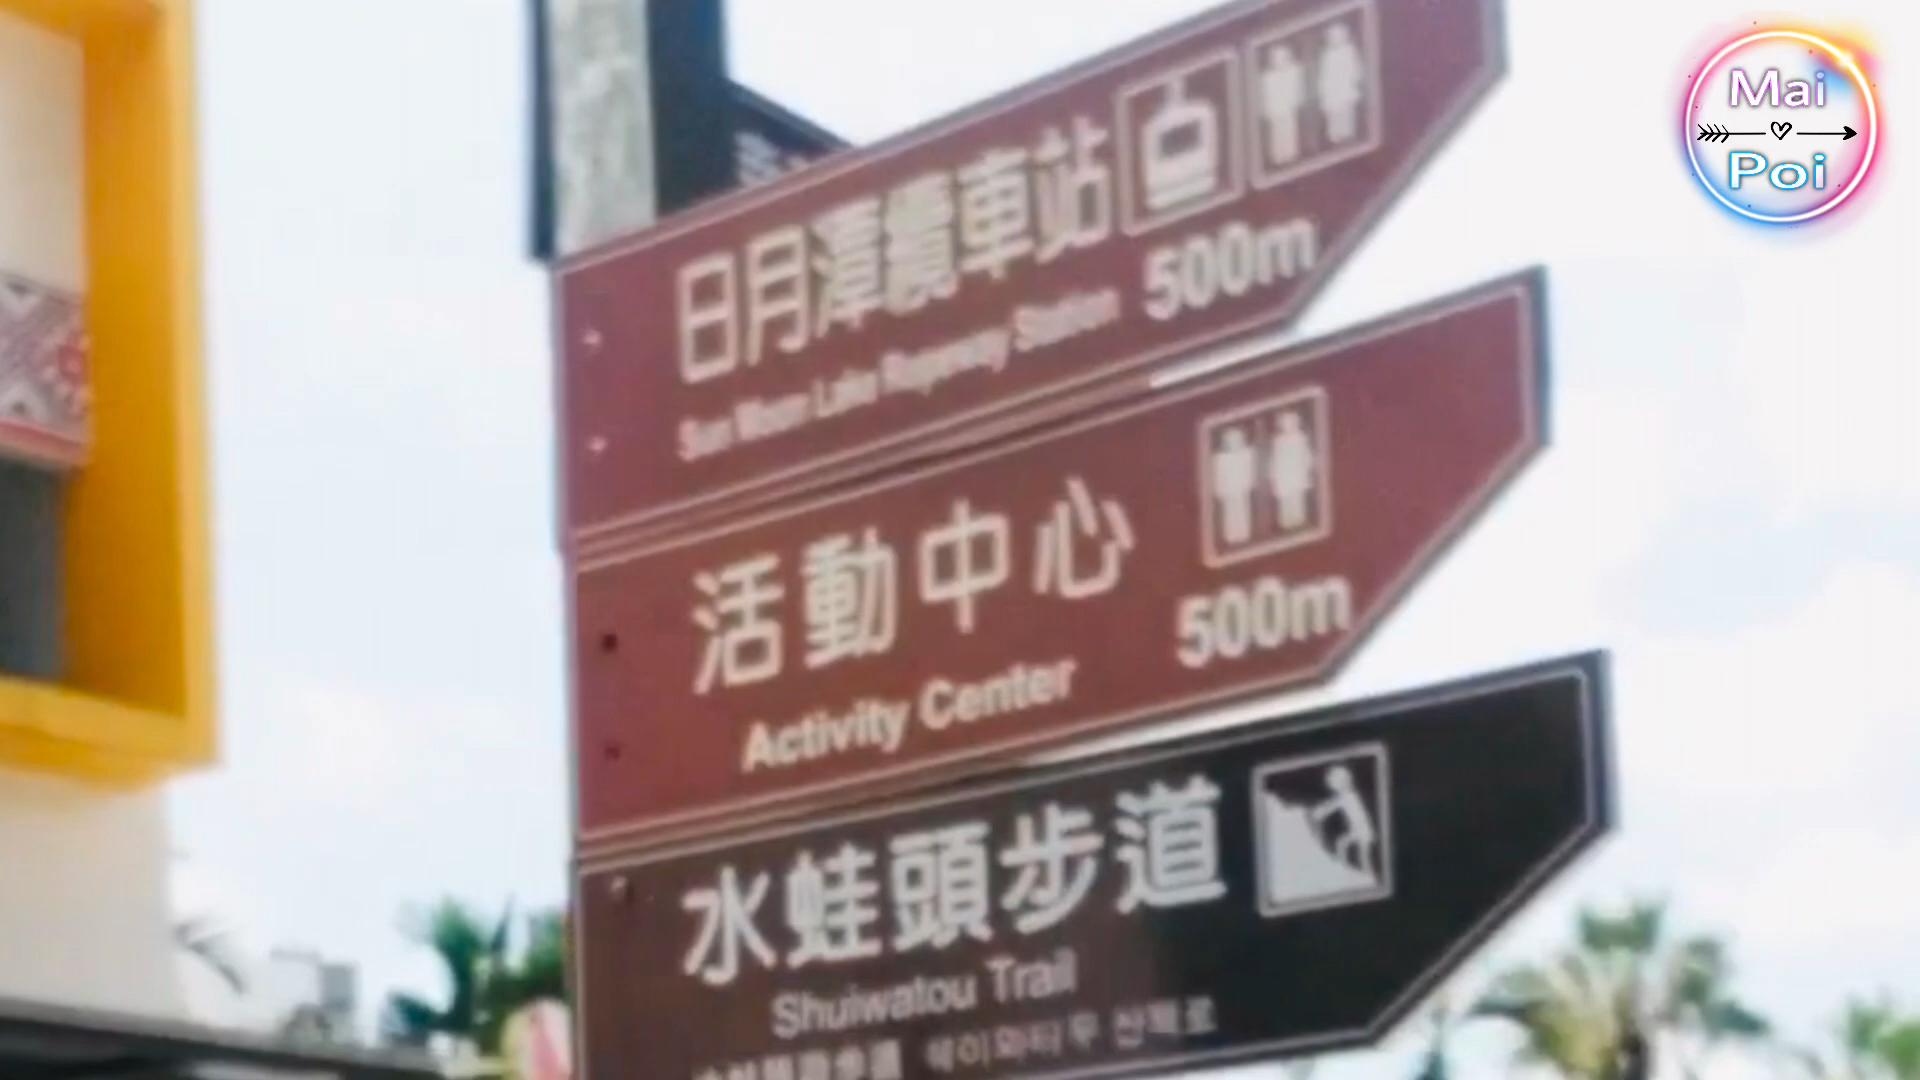 Mai
Poi
日月潭纜車站
500m
Sun Moon Lake Ropeway Station
活動中心
500m
Activity Center
水蛙頭步道
Shuiwatou Trail